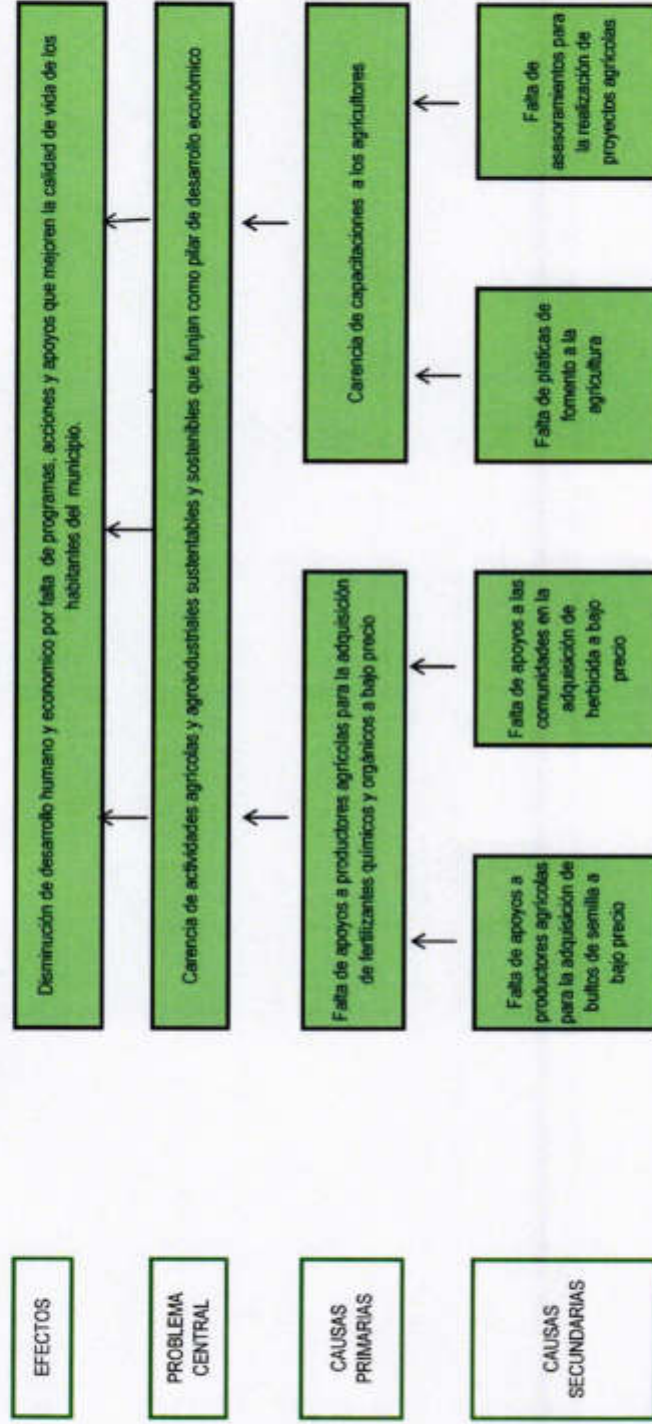 EFECTOS
Disminución de desarrollo humano y economico por falta de programas, acciones y apoyos que mejoren la calidad de vida de los
habitantes del municipio.
PROBLEMA
CENTRAL
Carencia de actividades agrícolas y agroindustriales sustentables y sostenibles que funjan como pilar de desarrollo económico
CAUSAS
PRIMARIAS
Falta de apoyos a productores agrícolas para la adquisición
de fertilizantes químicos y orgánicos a bajo precio
Carencia de capacitaciones a los agricultores
CAUSAS
SECUNDARIAS
Falta de apoyos a
productores agrícolas
para la adquisición de
bultos de semilla a
bajo precio
Falta de apoyos a las
comunidades en la
adquisición de
herbicida a bajo
precio
Falta de platicas de
fomento a la
agricultura
Falta de
asesoramientos para
la realización de
proyectos agrícolas